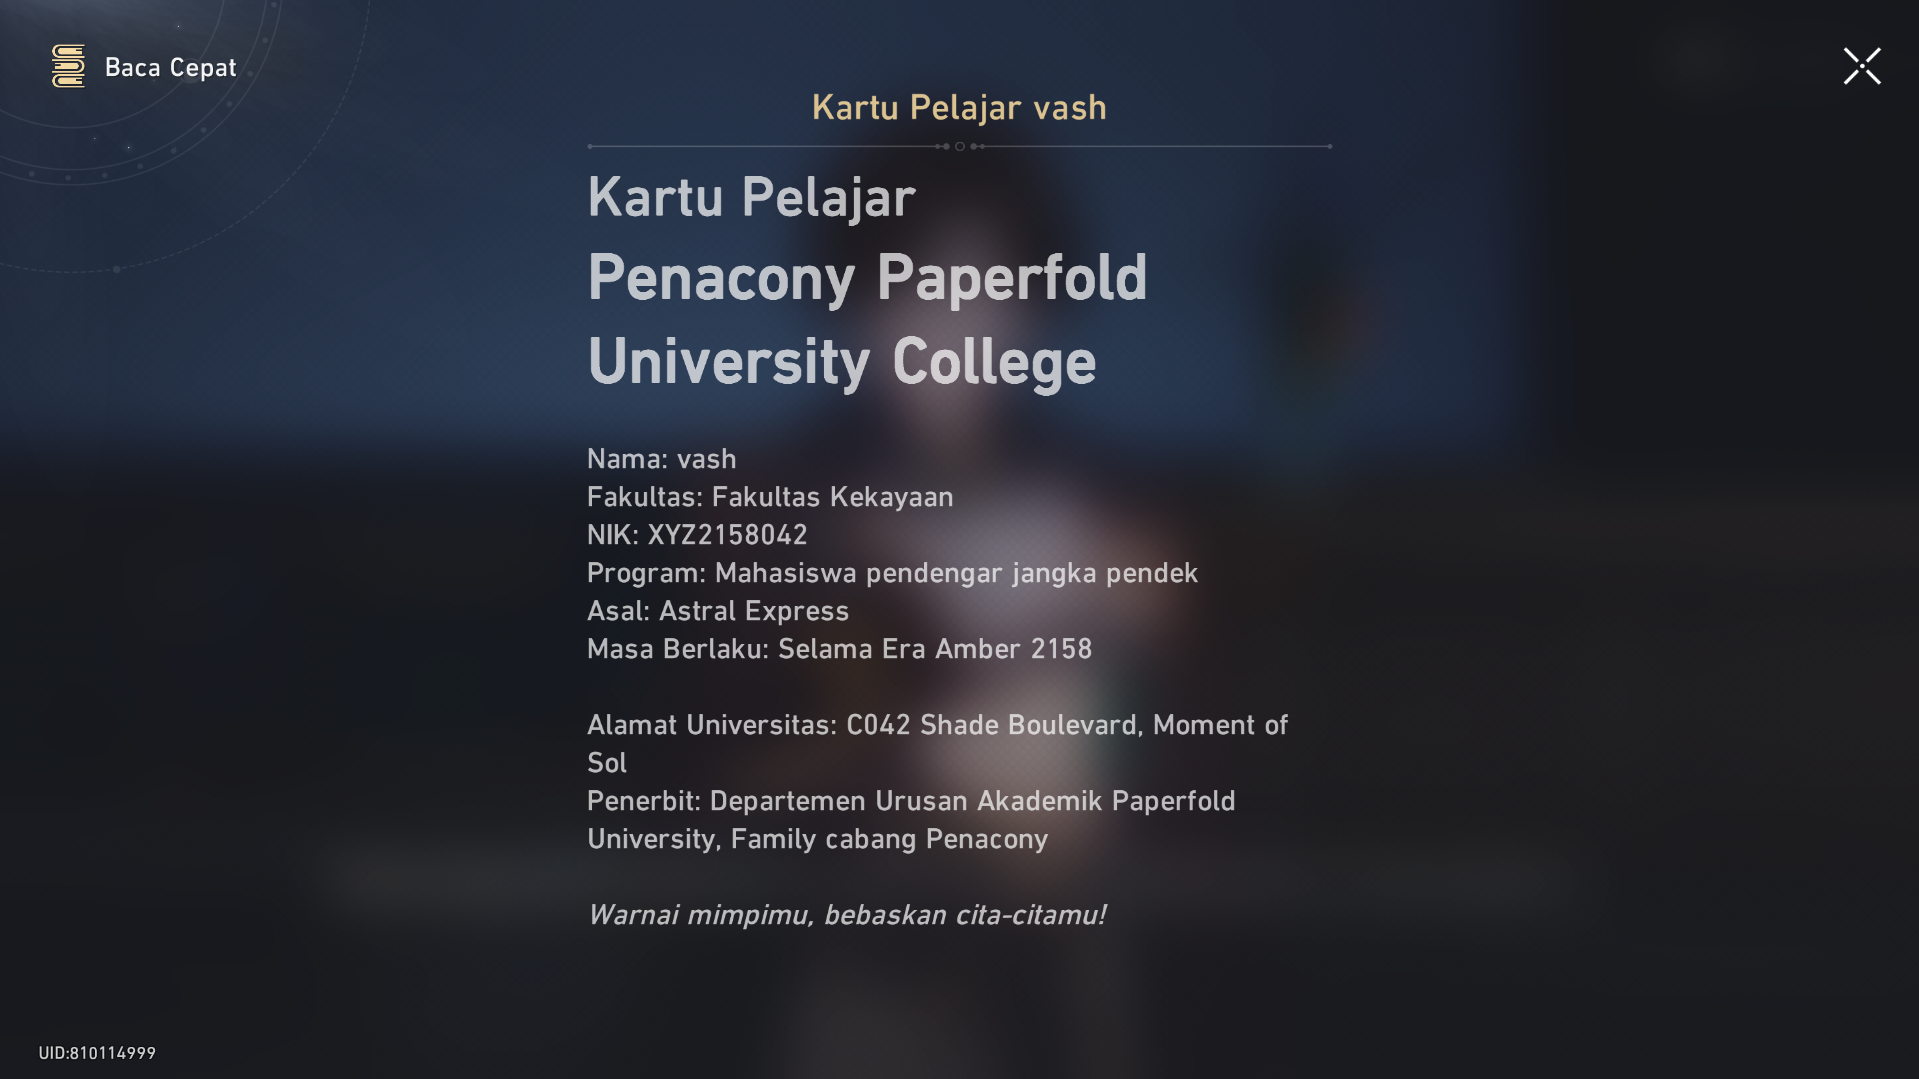 Baca Cepat
Kartu Pelajar vash
Kartu Pelajar
Penacony Paperfold
University College
Nama: vash
Fakultas: Fakultas Kekayaan
NIK: XYZ2158042
Program: Mahasiswa pendengar jangka pendek
Asal: Astral Express
Masa Berlaku: Selama Era Amber 2158
Alamat Universitas: C042 Shade Boulevard, Moment of
Sol
Penerbit: Departemen Urusan Akademik Paperfold
University, Family cabang Penacony
Warnai mimpimu, bebaskan cita-citamu!
UID:810114999